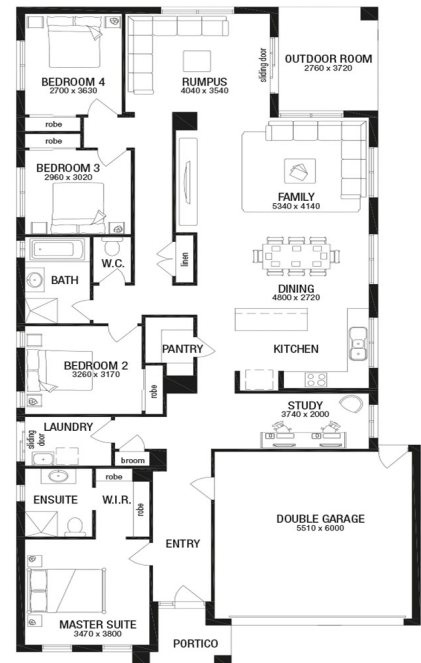 BEDROOM 4
2700 x 3630
RUMPUS
4040 x 3540
sliding door
OUTDOOR ROOM
2760 x 3720
robe
robe
BEDROOM 3
2960 x 3020
FAMILY
5340 x 4140
W.C.
linen
BATH
DINING
4800 x 2720
PANTRY
KITCHEN
BEDROOM 2
3260 x 3170
robe
STUDY
3740 x 2000
LAUNDRY
sliding door
broom
robe
ENSUITE
W.I.R.
robe
DOUBLE GARAGE
5510 x 6000
ENTRY
MASTER SUITE
3470 x 3800
PORTICO